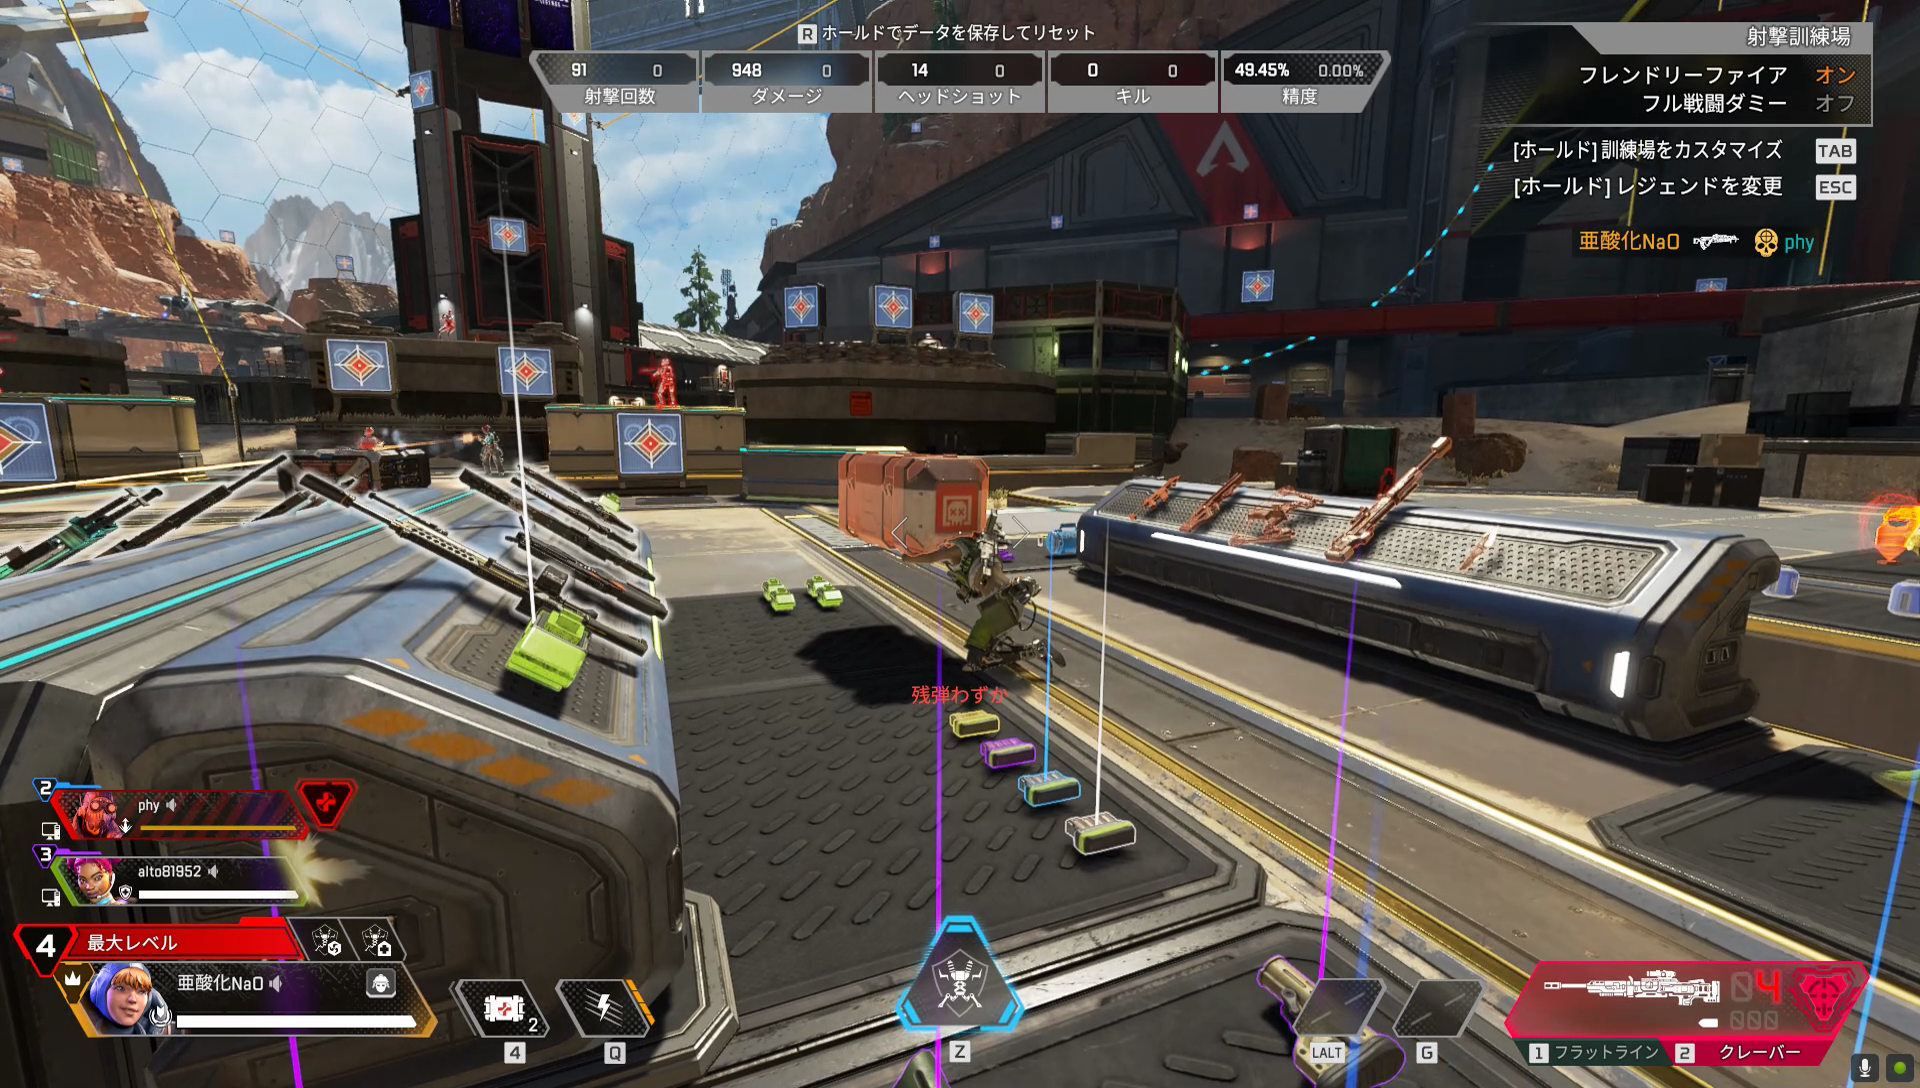 R ホールドでデータを保存してリセット
91 0 948 0 14 0 0 0 49.45% 0.00%
射撃回数 ダメージ ヘッドショット キル 精度
射撃訓練場
フレンドリーファイア オン
フル戦闘ダミー オフ
[ホールド]訓練場をカスタマイズ TAB
[ホールド]レジェンドを変更 ESC
亜酸化NaO phy
残弾わずか
2
phy
3
alto81952
4 最大レベル
亜酸化NaO
2
4 Q Z LALT G
04
000
1 フラットライン 2 クレーバー